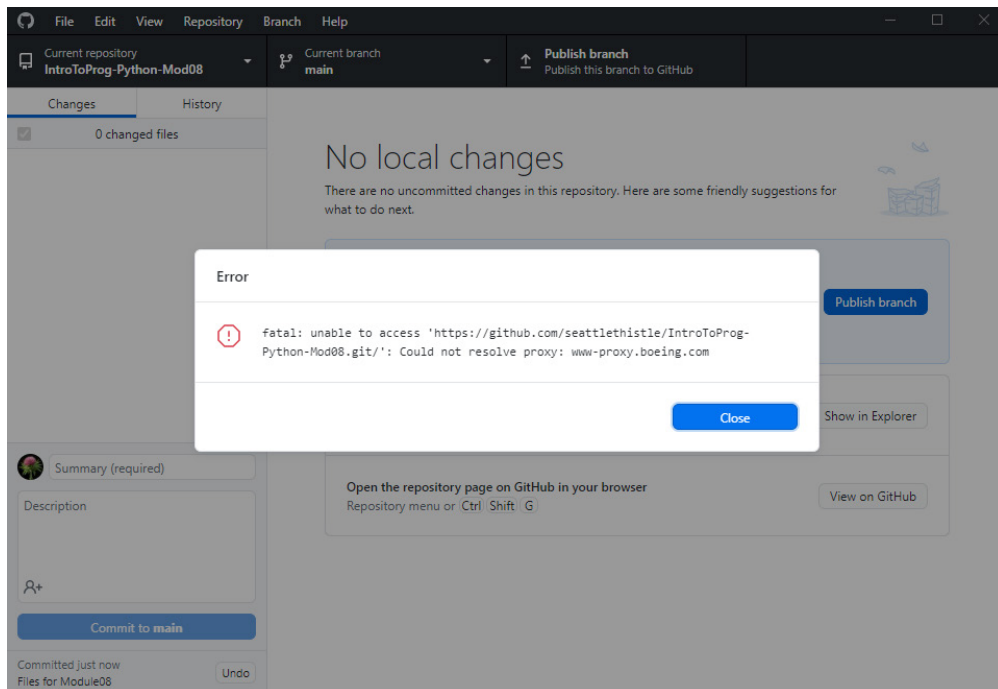 File Edit View Repository Branch Help
Current repository
IntroToProg-Python-Mod08
Current branch
main
Publish branch
Publish this branch to GitHub
Changes
History
0 changed files
No local changes
There are no uncommitted changes in this repository. Here are some friendly suggestions for
what to do next.
Publish branch
Error
fatal: unable to access 'https://github.com/seattlethistle/IntroToProg-
Python-Mod08.git/': Could not resolve proxy: www-proxy.boeing.com
Close
Show in Explorer
Summary (required)
Description
Open the repository page on GitHub in your browser
Repository menu or Ctrl Shift G
View on GitHub
Commit to main
Committed just now
Files for Module08
Undo